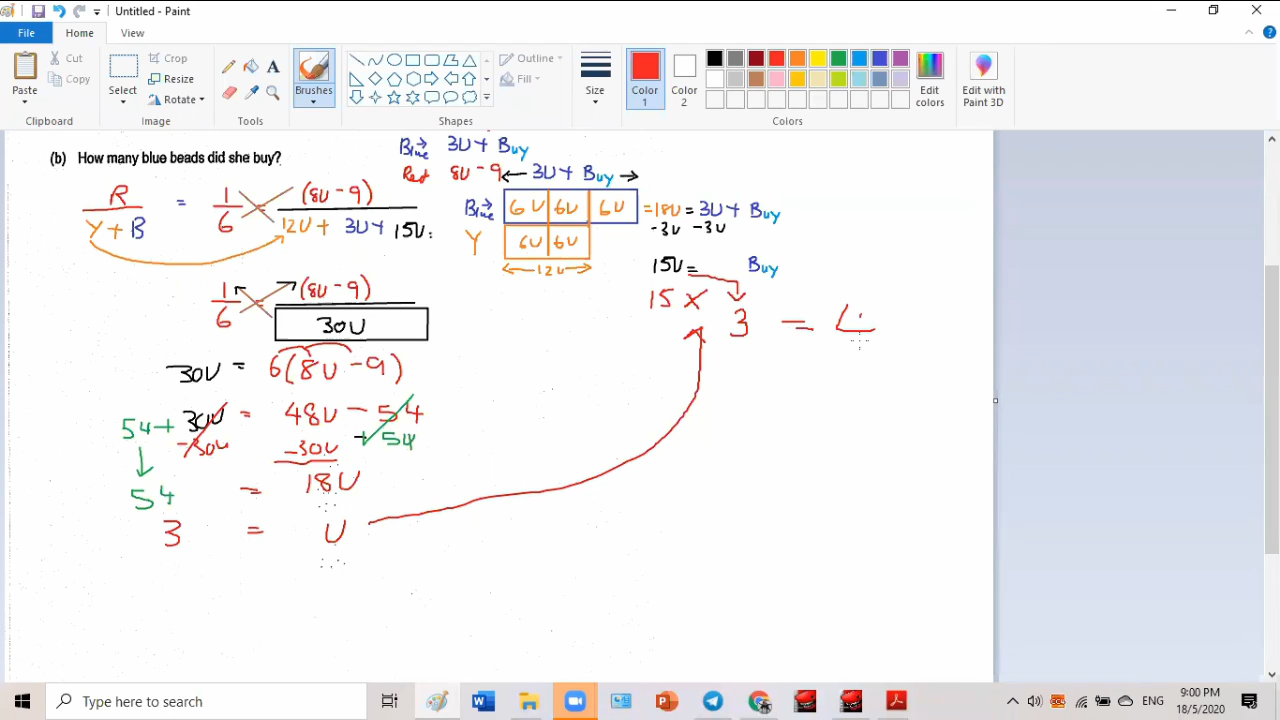 Untitled - Paint
File Home View
Cut
Copy
Paste
Clipboard
Select
Crop
Resize
Rotate
Image
Tools
Brushes
Shapes
Outline
Fill
Size
Color 1
Color 2
Colors
Edit colors
Edit with Paint 3D
Blue → 3U + Buy
(b) How many blue beads did she buy?
Red 8U - 9
3U + Buy
R / Y + B = 1/6 = (8U - 9) / 12U + 3U + 15U
Blue → 6U 6U 6U = 18U = 3U + Buy
-3U -3U
Y 6U 6U
12U
15U = Buy
1/6 = (8U - 9) / 30U
15 × 3 =
30U = 6(8U - 9)
54 + 30U = 48U - 54
-30U -30U + 54
54 = 18U
3 = U
Type here to search
ENG
9:00 PM
18/5/2020